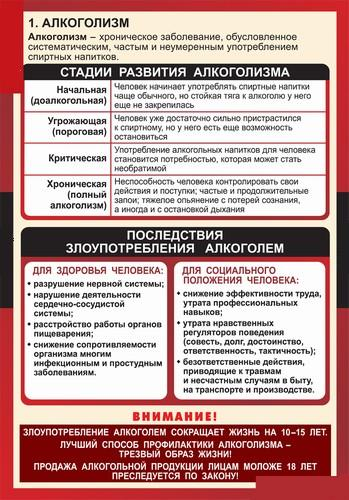 1. АЛКОГОЛИЗМ
Алкоголизм – хроническое заболевание, обусловленное
систематическим, частым и неумеренным употреблением
спиртных напитков.
СТАДИИ РАЗВИТИЯ АЛКОГОЛИЗМА
Начальная
(доалкогольная)
Человек начинает употреблять спиртные напитки
чаще обычного, но стойкая тяга к алкоголю у него
еще не закрепилась
Угрожающая
(пороговая)
Человек уже достаточно сильно пристрастился
к спиртному, но у него есть еще возможность
остановиться
Критическая
Употребление алкогольных напитков для человека
становится потребностью, которая может стать
необратимой
Хроническая
(полный
алкоголизм)
Неспособность человека контролировать свои
действия и поступки; частые и продолжительные
запои; тяжелое опьянение с потерей сознания,
а иногда и с остановкой дыхания
ПОСЛЕДСТВИЯ
ЗЛОУПОТРЕБЛЕНИЯ АЛКОГОЛЕМ
ДЛЯ ЗДОРОВЬЯ ЧЕЛОВЕКА:
• разрушение нервной системы;
• нарушение деятельности
сердечно-сосудистой
системы;
• расстройство работы органов
пищеварения;
• снижение сопротивляемости
организма многим
инфекционным и простудным
заболеваниям.
ДЛЯ СОЦИАЛЬНОГО
ПОЛОЖЕНИЯ ЧЕЛОВЕКА:
• снижение эффективности труда,
утрата профессиональных
навыков;
• утрата нравственных
регуляторов поведения
(совесть, долг, достоинство,
ответственность, тактичность);
• безответственные действия,
приводящие к травмам
и несчастным случаям в быту,
на транспорте и производстве.
ВНИМАНИЕ!
ЗЛОУПОТРЕБЛЕНИЕ АЛКОГОЛЕМ СОКРАЩАЕТ ЖИЗНЬ НА 10–15 ЛЕТ.
ЛУЧШИЙ СПОСОБ ПРОФИЛАКТИКИ АЛКОГОЛИЗМА –
ТРЕЗВЫЙ ОБРАЗ ЖИЗНИ!
ПРОДАЖА АЛКОГОЛЬНОЙ ПРОДУКЦИИ ЛИЦАМ МОЛОЖЕ 18 ЛЕТ
ПРЕСЛЕДУЕТСЯ ПО ЗАКОНУ!